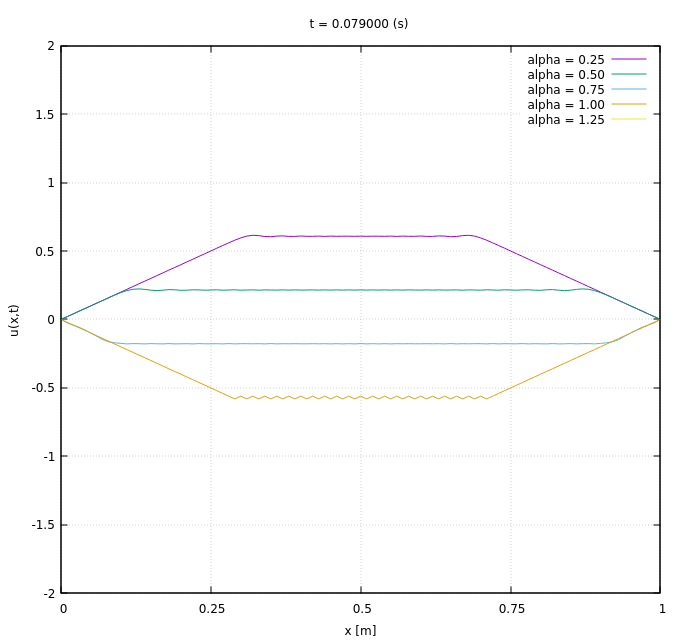 t = 0.079000 (s)
2
alpha = 0.25
alpha = 0.50
alpha = 0.75
alpha = 1.00
alpha = 1.25
1.5
1
0.5
0
-0.5
-1
-1.5
-2
u(x,t)
0 0.25 0.5 0.75 1
x [m]